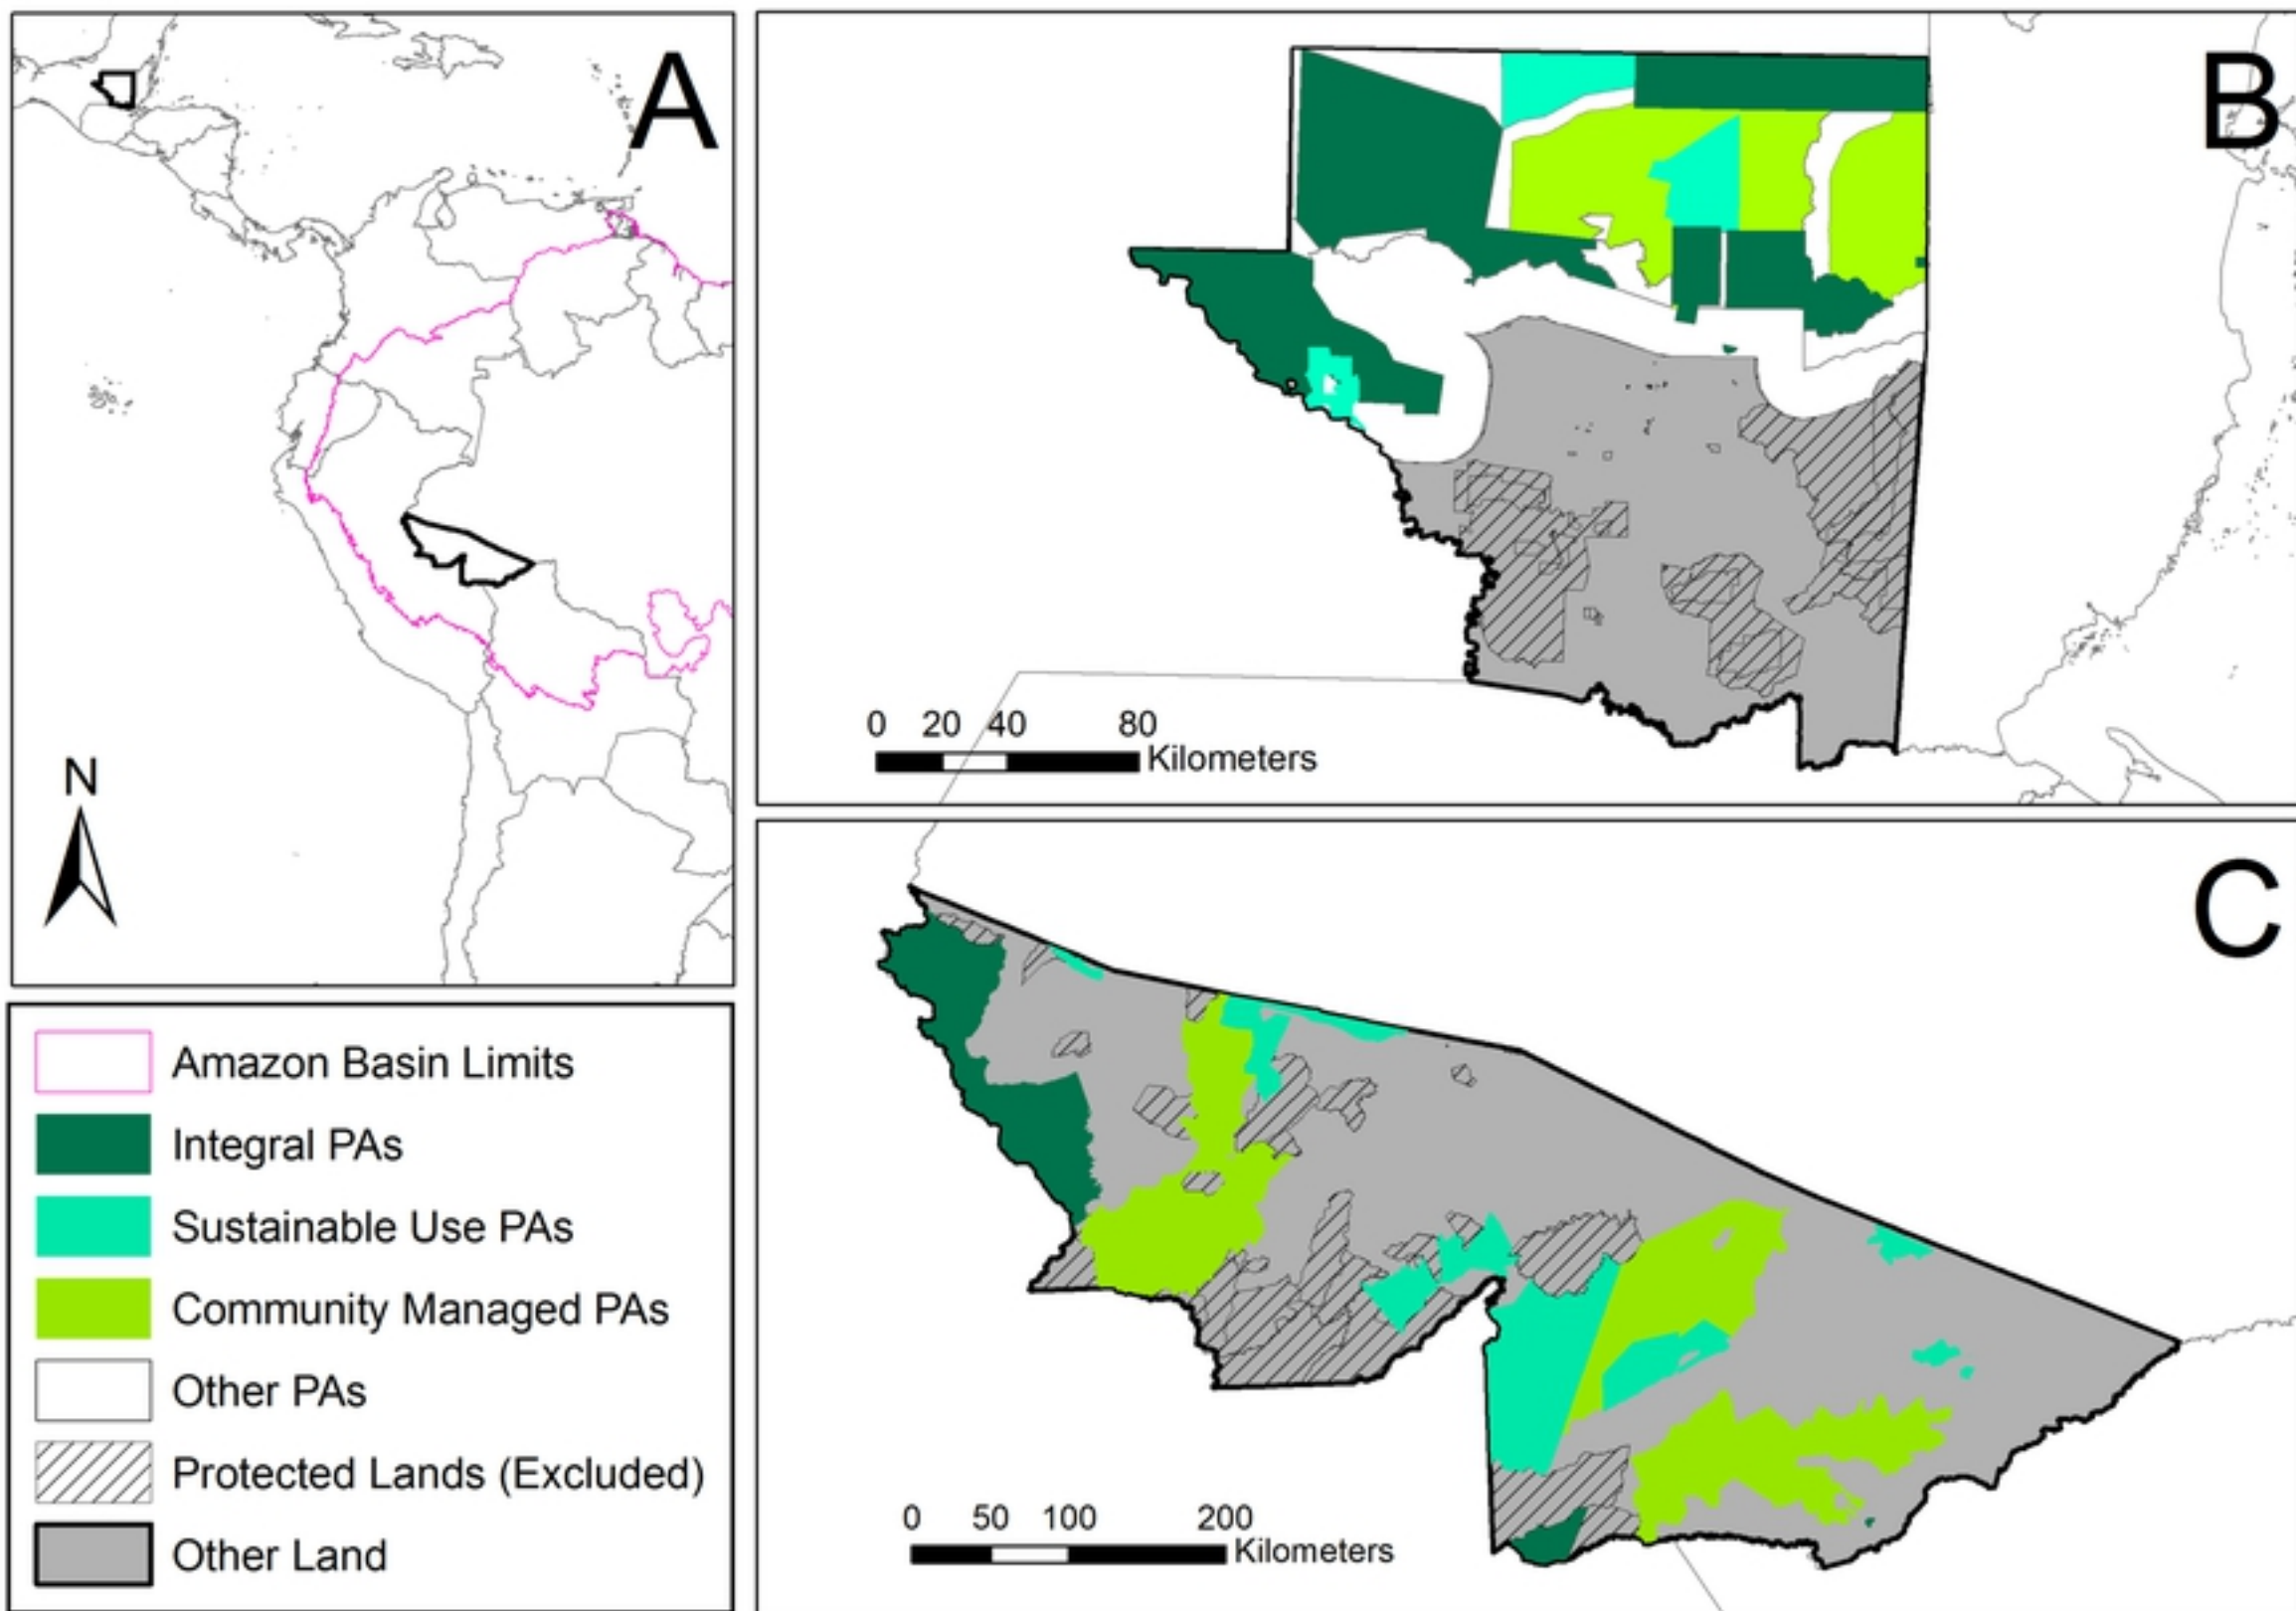 A
N
Amazon Basin Limits
Integral PAs
Sustainable Use PAs
Community Managed PAs
Other PAs
Protected Lands (Excluded)
Other Land
B
0 20 40 80
Kilometers
C
0 50 100 200
Kilometers